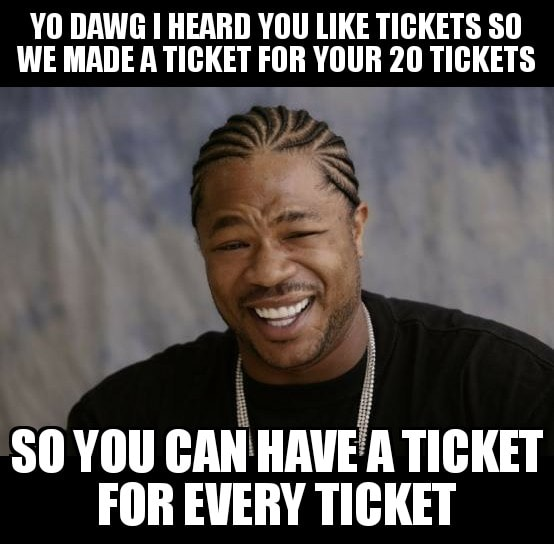 YO DAWG I HEARD YOU LIKE TICKETS SO
WE MADE A TICKET FOR YOUR 20 TICKETS
SO YOU CAN HAVE A TICKET
FOR EVERY TICKET